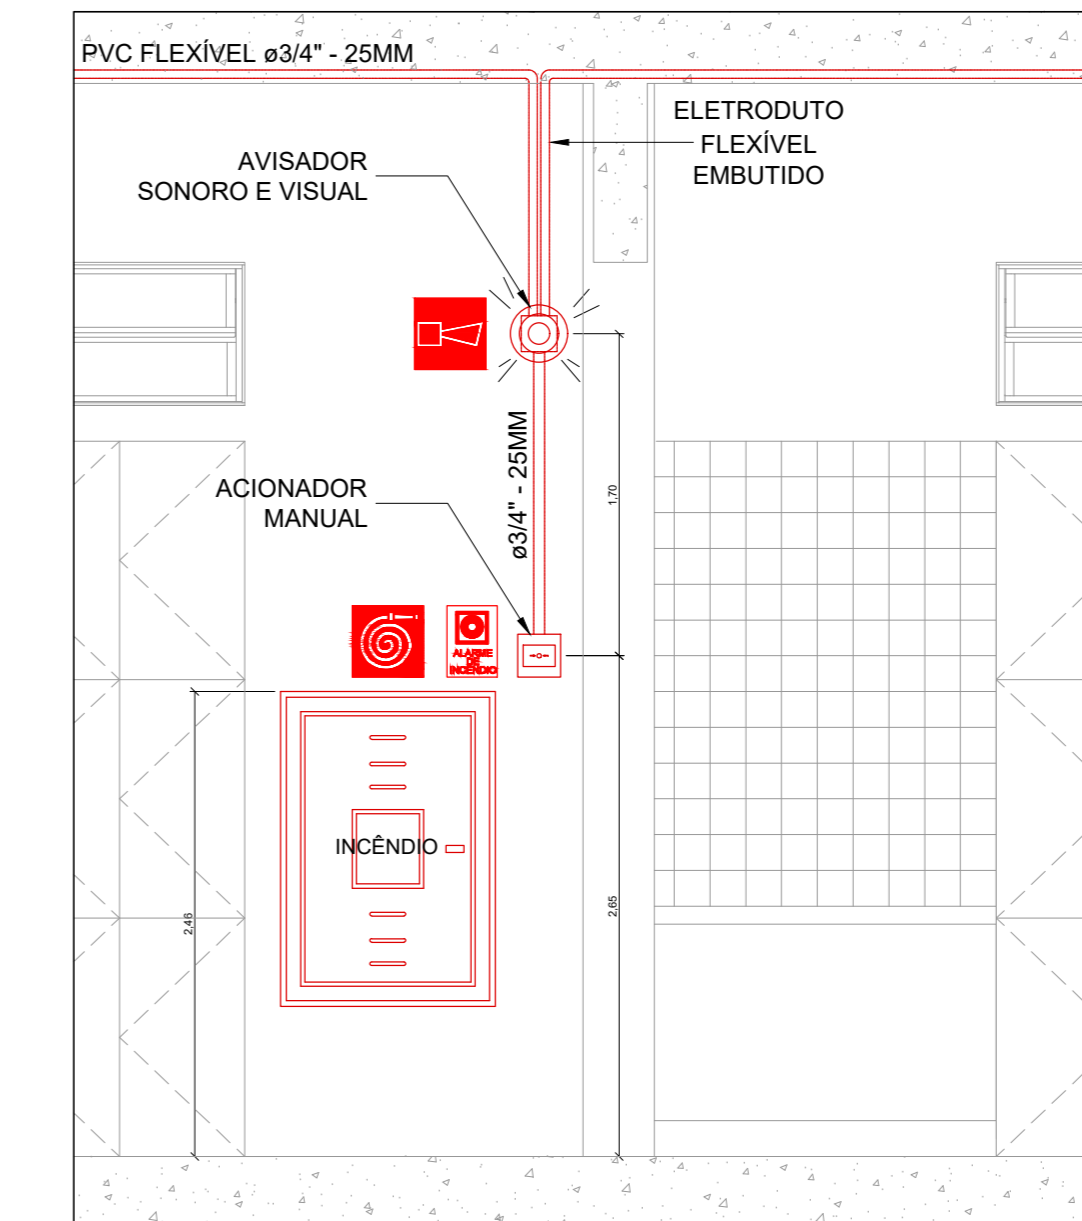 PVC FLEXÍVEL ø3/4" - 25MM
ELETRODUTO
FLEXÍVEL
EMBUTIDO
AVISADOR
SONORO E VISUAL
ø3/4" - 25MM
1,70
ACIONADOR
MANUAL
ALARME
DE
INCÊNDIO
INCÊNDIO
2,46
2,65